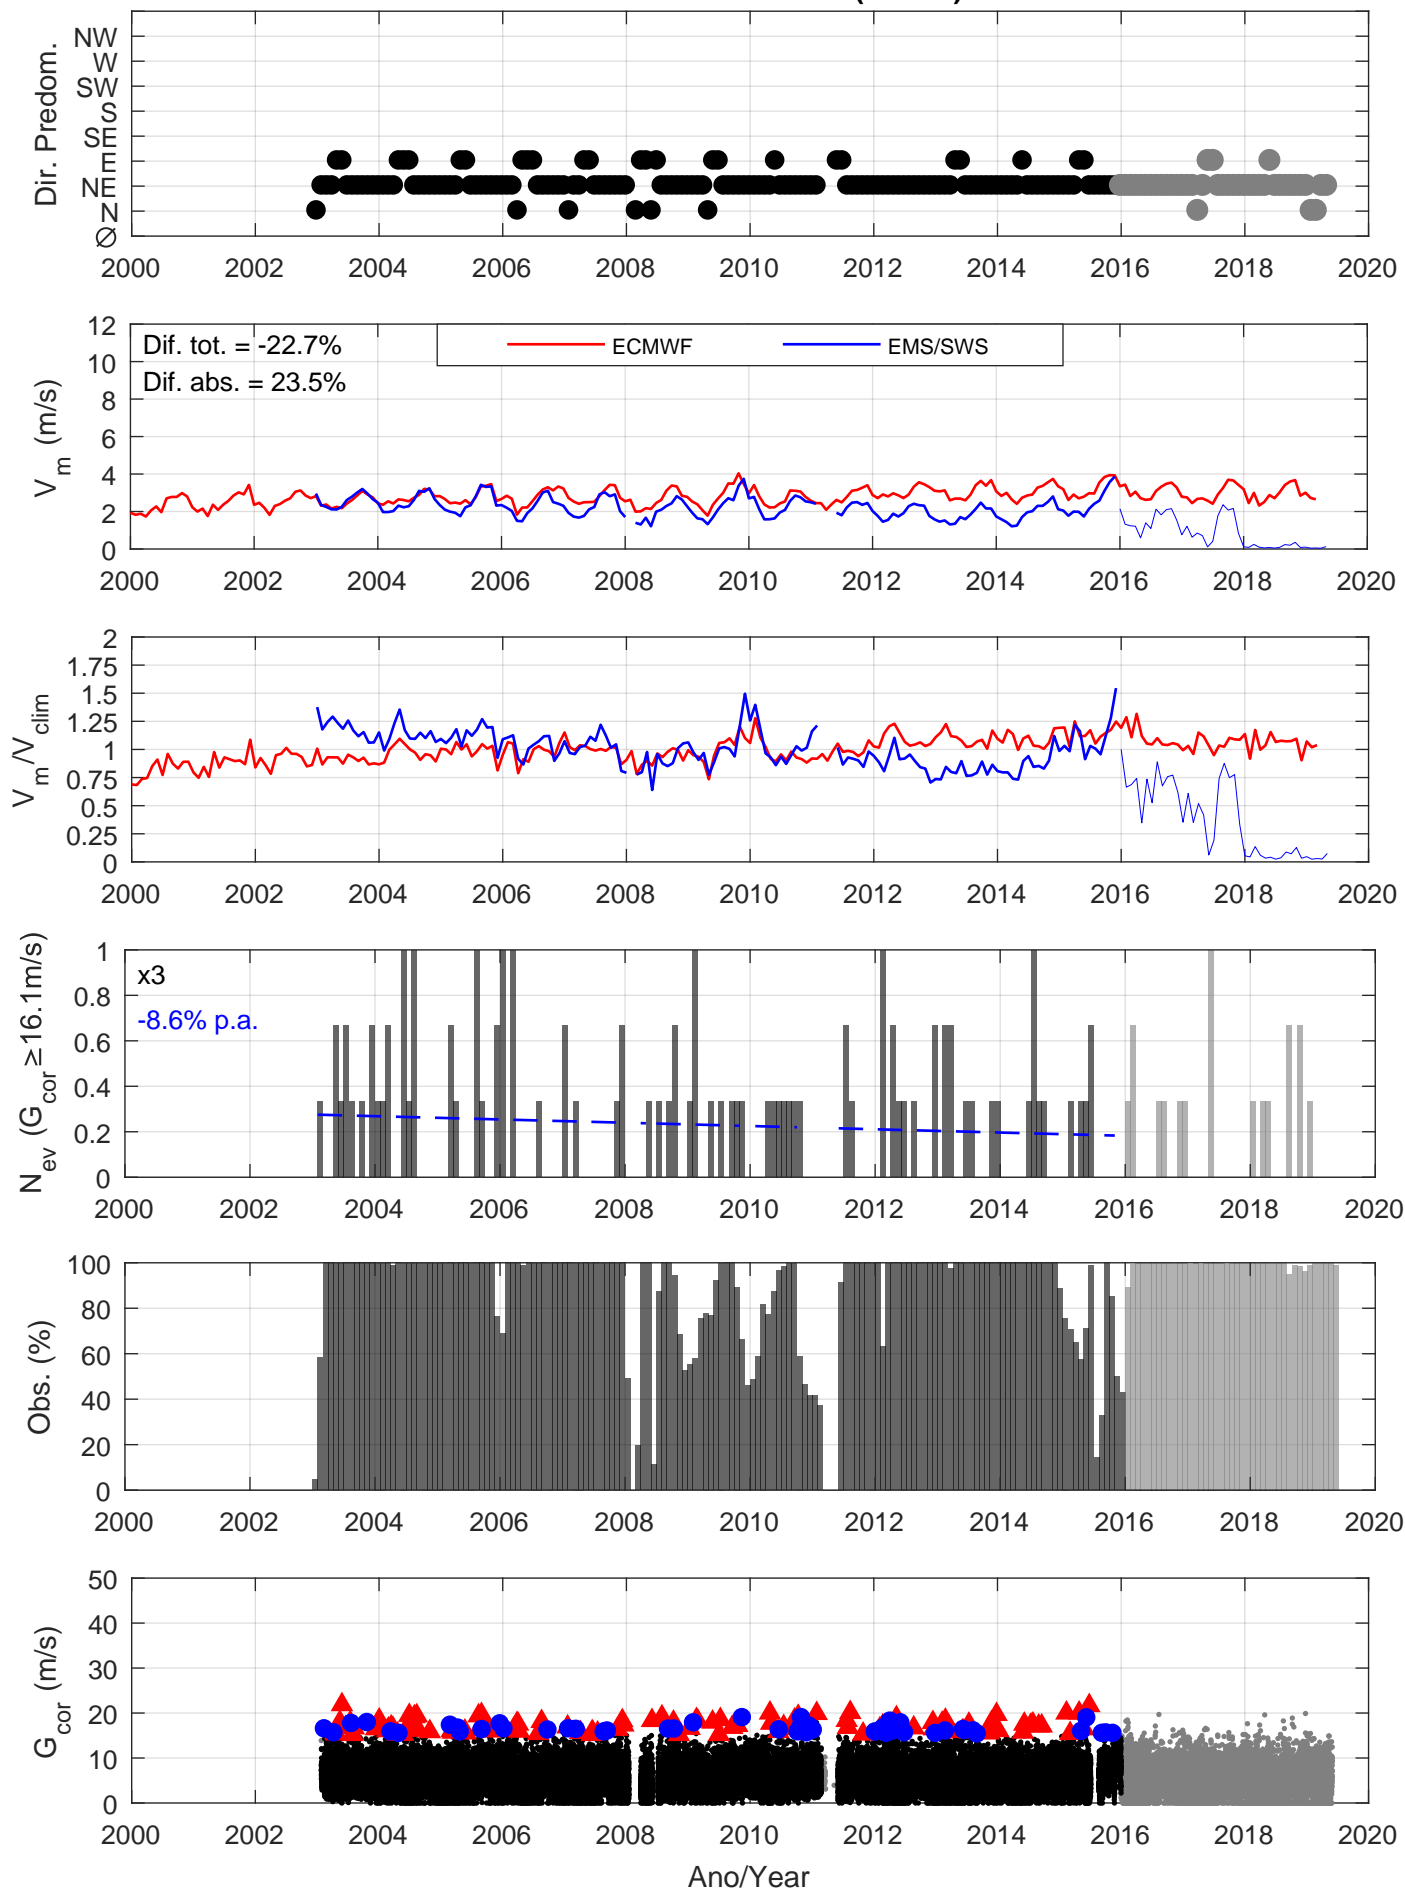 Dir. Predom.
NW
W
SW
S
SE
E
NE
N
Ø
2000 2002 2004 2006 2008 2010 2012 2014 2016 2018 2020
V_m (m/s)
12
10
8
6
4
2
0
Dif. tot. = -22.7%
Dif. abs. = 23.5%
ECMWF
EMS/SWS
2000 2002 2004 2006 2008 2010 2012 2014 2016 2018 2020
V_m/V_clim
2
1.75
1.5
1.25
1
0.75
0.5
0.25
0
2000 2002 2004 2006 2008 2010 2012 2014 2016 2018 2020
N_ev (G_cor ≥16.1m/s)
1
0.8
0.6
0.4
0.2
0
x3
-8.6% p.a.
2000 2002 2004 2006 2008 2010 2012 2014 2016 2018 2020
Obs. (%)
100
80
60
40
20
0
2000 2002 2004 2006 2008 2010 2012 2014 2016 2018 2020
G_cor (m/s)
50
40
30
20
10
0
2000 2002 2004 2006 2008 2010 2012 2014 2016 2018 2020
Ano/Year